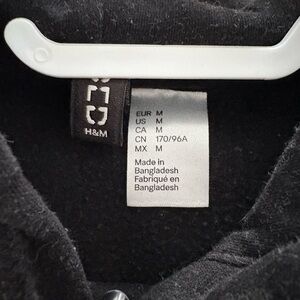 H&M
EUR M
US M
CA M
CN 170/96A
MX M
Made in
Bangladesh
Fabriqué en
Bangladesh